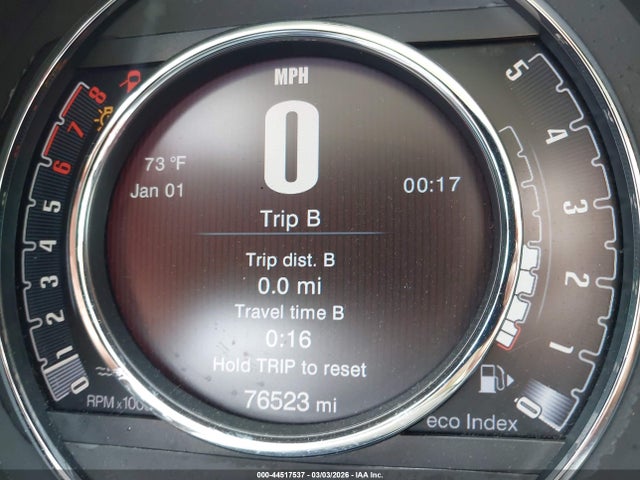 MPH
0
73 °F
Jan 01
00:17
Trip B
Trip dist. B
0.0 mi
Travel time B
0:16
Hold TRIP to reset
76523 mi
8
7
6
5
4
3
2
1
0
RPM x100
5
4
3
2
1
0
eco Index
000-44517537 - 03/03/2026 - © IAA Inc.